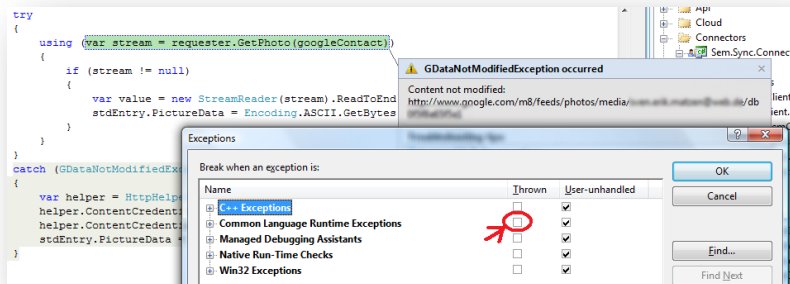 try
{
using (var stream = requester.GetPhoto(googleContact))
{
if (stream != null)
{
var value = new StreamReader(stream).ReadToEnd
stdEntry.PictureData = Encoding.ASCII.GetBytes
}
}
}
catch (GDataNotModifiedExc
{
var helper = HttpHelpe
helper.ContentCredenti
helper.ContentCredenti
stdEntry.PictureData =
}
Api
Cloud
Connectors
Sem.Sync.Connec
GDataNotModifiedException occurred
Content not modified:
http://www.google.com/m8/feeds/photos/media/
/db
Exceptions
Break when an exception is:
Name Thrown User-unhandled
C++ Exceptions
Common Language Runtime Exceptions
Managed Debugging Assistants
Native Run-Time Checks
Win32 Exceptions
OK
Cancel
Find...
Find Next